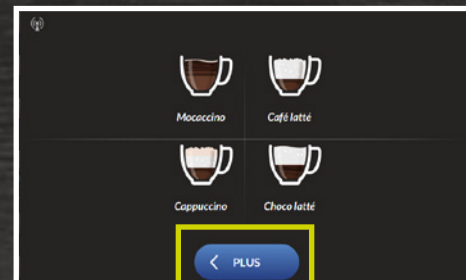 Mococcino
Café latté
Cappuccino
Choco latté
PLUS